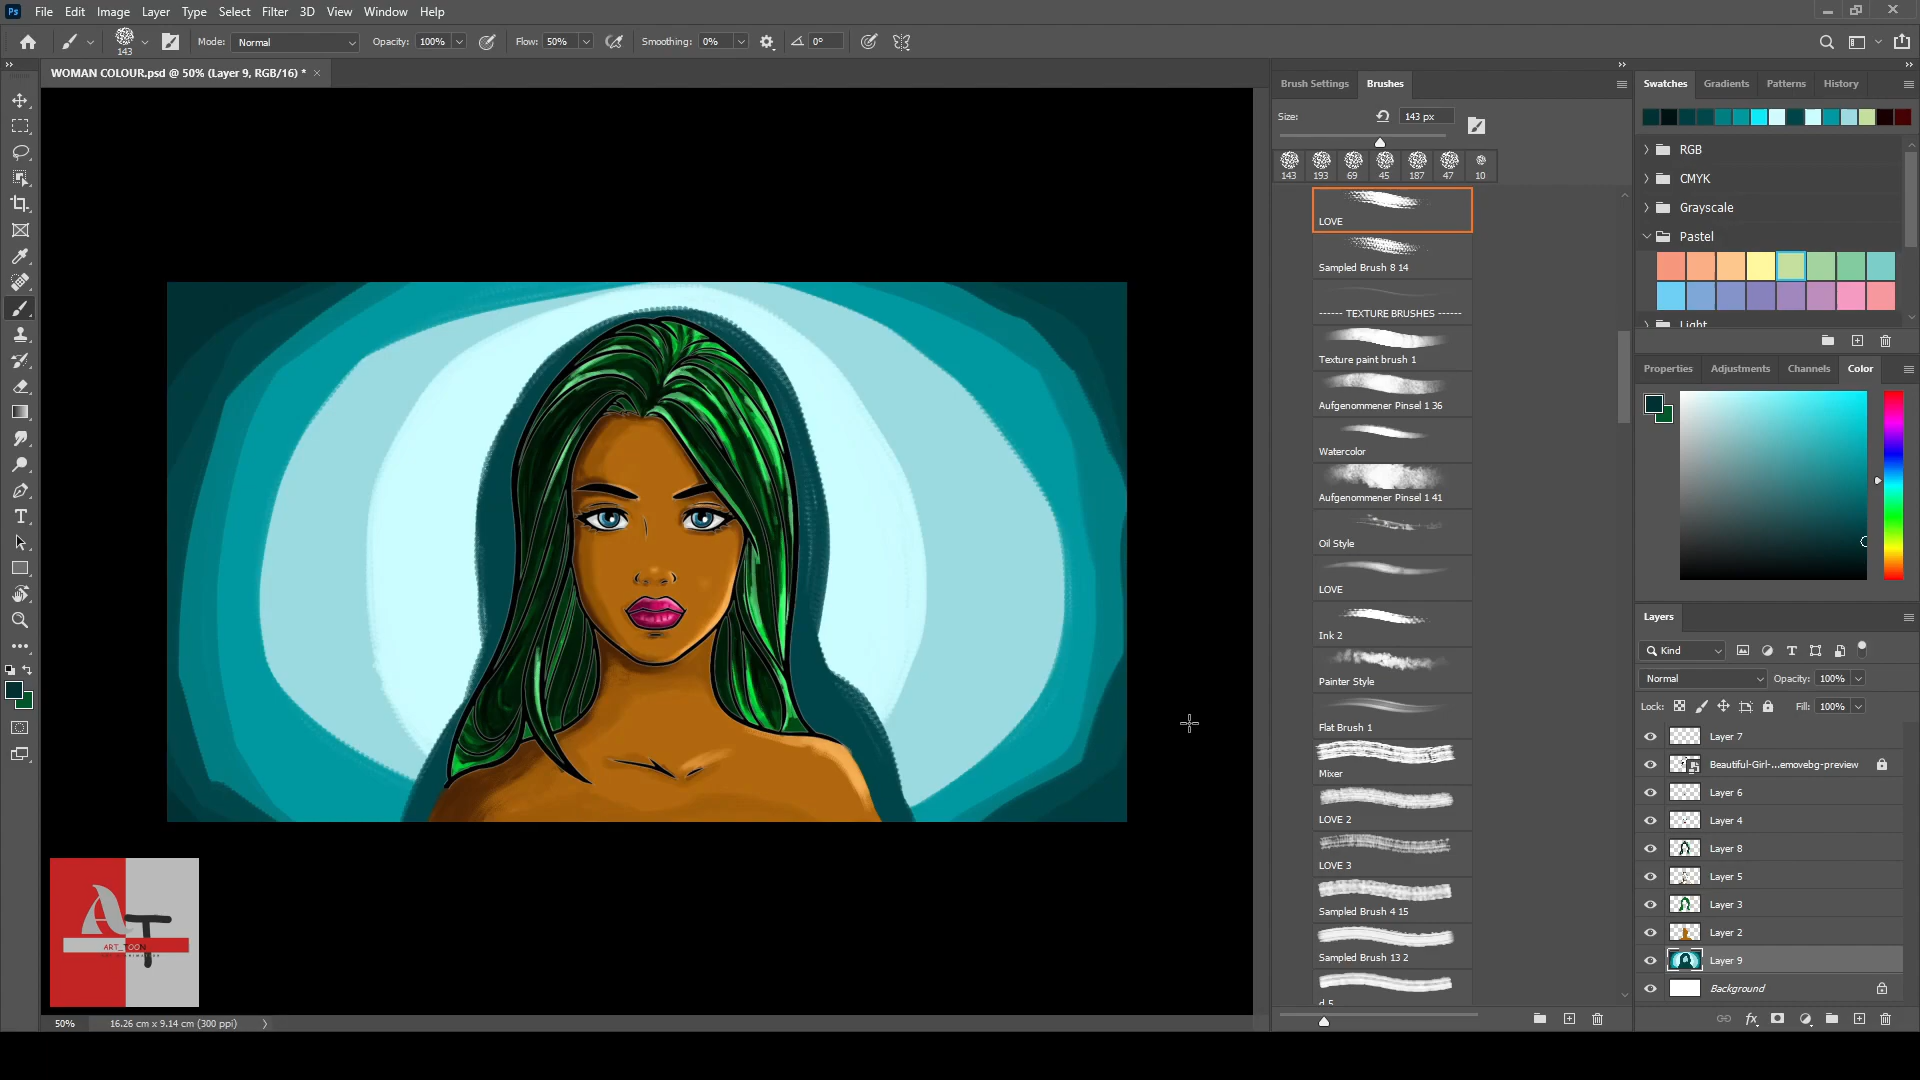 Ps File Edit Image Layer Type Select Filter 3D View Window Help
143 Mode: Normal Opacity: 100% Flow: 50% Smoothing: 0% 0°
WOMAN COLOUR.psd @ 50% (Layer 9, RGB/16) * ×
Brush Settings Brushes
Size: 143 px
143 193 69 45 187 47 10
LOVE
Sampled Brush 8 14
------ TEXTURE BRUSHES ------
Texture paint brush 1
Aufgenommener Pinsel 1 36
Watercolor
Aufgenommener Pinsel 1 41
Oil Style
LOVE
Ink 2
Painter Style
Flat Brush 1
Mixer
LOVE 2
LOVE 3
Sampled Brush 4 15
Sampled Brush 13 2
d 5
Swatches Gradients Patterns History
RGB
CMYK
Grayscale
Pastel
Light
Properties Adjustments Channels Color
Layers
Kind
Normal Opacity: 100%
Lock: Fill: 100%
Layer 7
Beautiful-Girl-...emovebg-preview
Layer 6
Layer 4
Layer 8
Layer 5
Layer 3
Layer 2
Layer 9
Background
fx
ART_TOON
50% 16.26 cm x 9.14 cm (300 ppi)